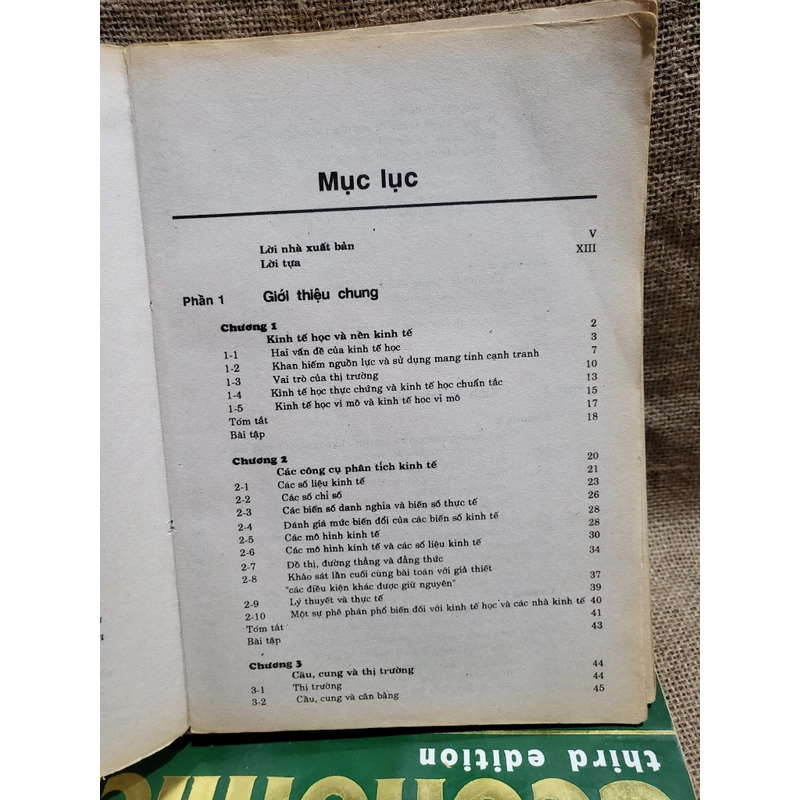 Mục lục
Lời nhà xuất bản V
Lời tựa XIII
Phần 1 Giới thiệu chung
Chương 1
Kinh tế học và nền kinh tế 2
1-1 Hai vấn đề của kinh tế học 3
1-2 Khan hiếm nguồn lực và sử dụng mang tính cạnh tranh 7
1-3 Vai trò của thị trường 10
1-4 Kinh tế học thực chứng và kinh tế học chuẩn tắc 13
1-5 Kinh tế học vi mô và kinh tế học vĩ mô 15
Tóm tắt 17
Bài tập 18
Chương 2
Các công cụ phân tích kinh tế 20
2-1 Các số liệu kinh tế 21
2-2 Các số chỉ số 23
2-3 Các biến số danh nghĩa và biến số thực tế 26
2-4 Đánh giá mức biến đổi của các biến số kinh tế 28
2-5 Các mô hình kinh tế 28
2-6 Các mô hình kinh tế và các số liệu kinh tế 30
2-7 Đồ thị, đường thẳng và đẳng thức 34
2-8 Khảo sát lần cuối cùng bài toán với giả thiết
"các điều kiện khác được giữ nguyên" 37
2-9 Lý thuyết và thực tế 39
2-10 Một sự phê phán phổ biến đối với kinh tế học và các nhà kinh tế 40
Tóm tắt 41
Bài tập 43
Chương 3
Cầu, cung và thị trường 44
3-1 Thị trường 44
3-2 Cầu, cung và cân bằng 45
third edition